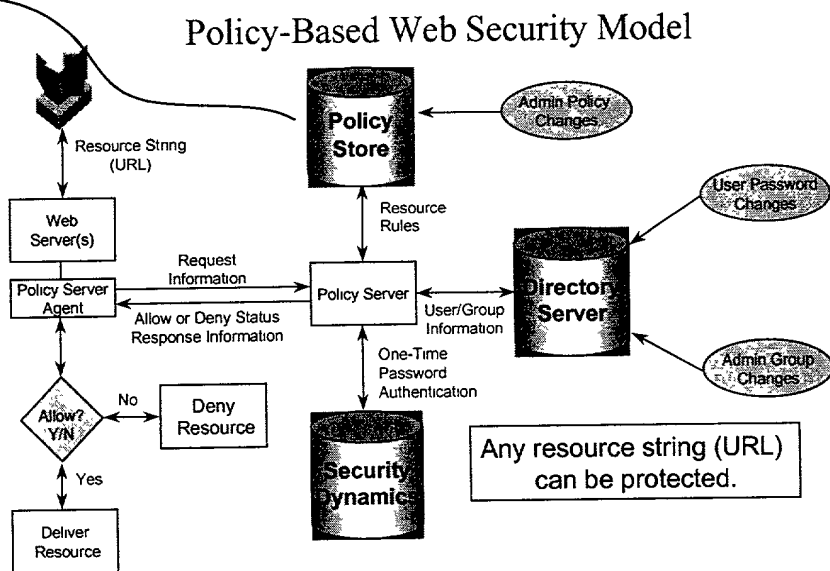 Policy-Based Web Security Model
Resource String
(URL)
Policy
Store
Admin Policy
Changes
User Password
Changes
Web
Server(s)
Resource
Rules
Request
Information
Policy Server
Agent
Policy Server
Allow or Deny Status
Response Information
User/Group
Information
Directory
Server
One-Time
Password
Authentication
Admin Group
Changes
Allow?
Y/N
No
Deny
Resource
Yes
Security
Dynamics
Any resource string (URL)
can be protected.
Deliver
Resource